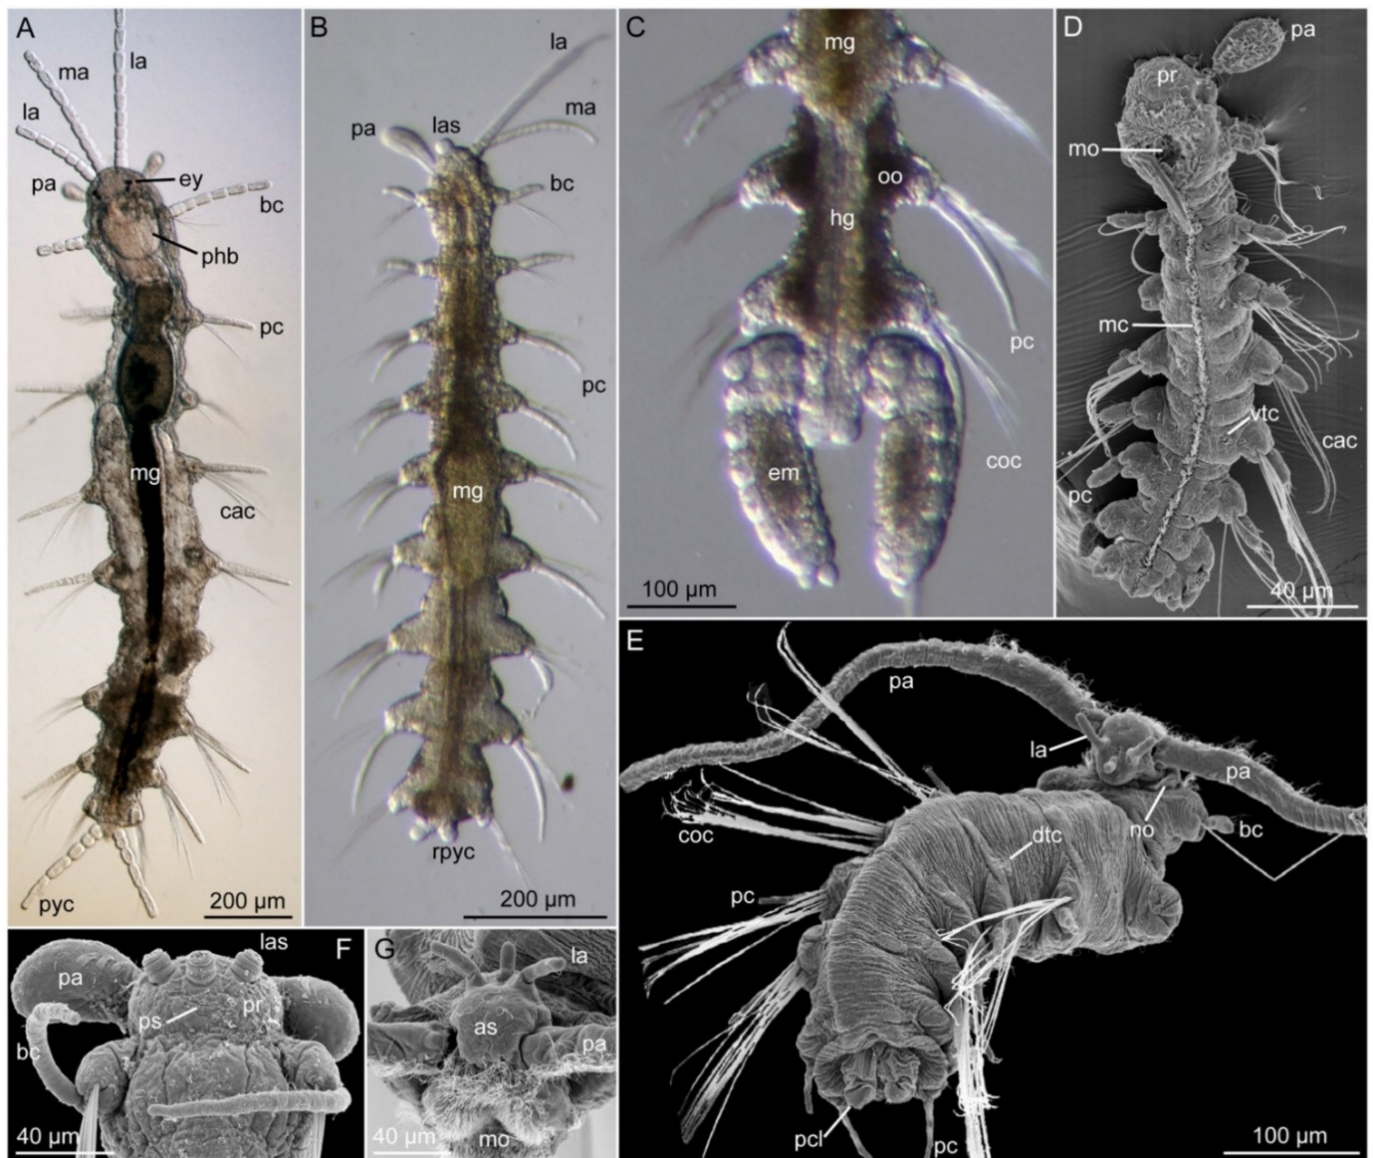 A
la
ma
la
pa
ey
bc
phb
pc
mg
cac
pyc
200 µm
B
la
ma
las
pa
bc
pc
mg
rpyc
200 µm
C
mg
oo
hg
pc
coc
em
100 µm
D
pa
pr
mo
mc
vtc
cac
pc
40 µm
E
pa
la
pa
no
bc
coc
dtc
pc
pcl
pc
100 µm
F
las
pa
pr
ps
bc
40 µm
G
la
as
pa
mo
40 µm